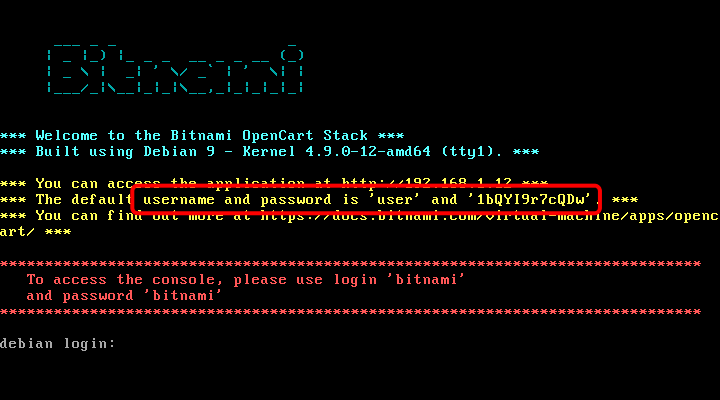 Bitnami
*** Welcome to the Bitnami OpenCart Stack ***
*** Built using Debian 9 - Kernel 4.9.0-12-amd64 (tty1). ***
*** You can access the application at http://192.168.1.12 ***
*** The default username and password is 'user' and '1bQYI9r7cQDw'. ***
*** You can find out more at https://docs.bitnami.com/virtual-machine/apps/openc
art/ ***
******************************************************************************
To access the console, please use login 'bitnami'
and password 'bitnami'
******************************************************************************
debian login: